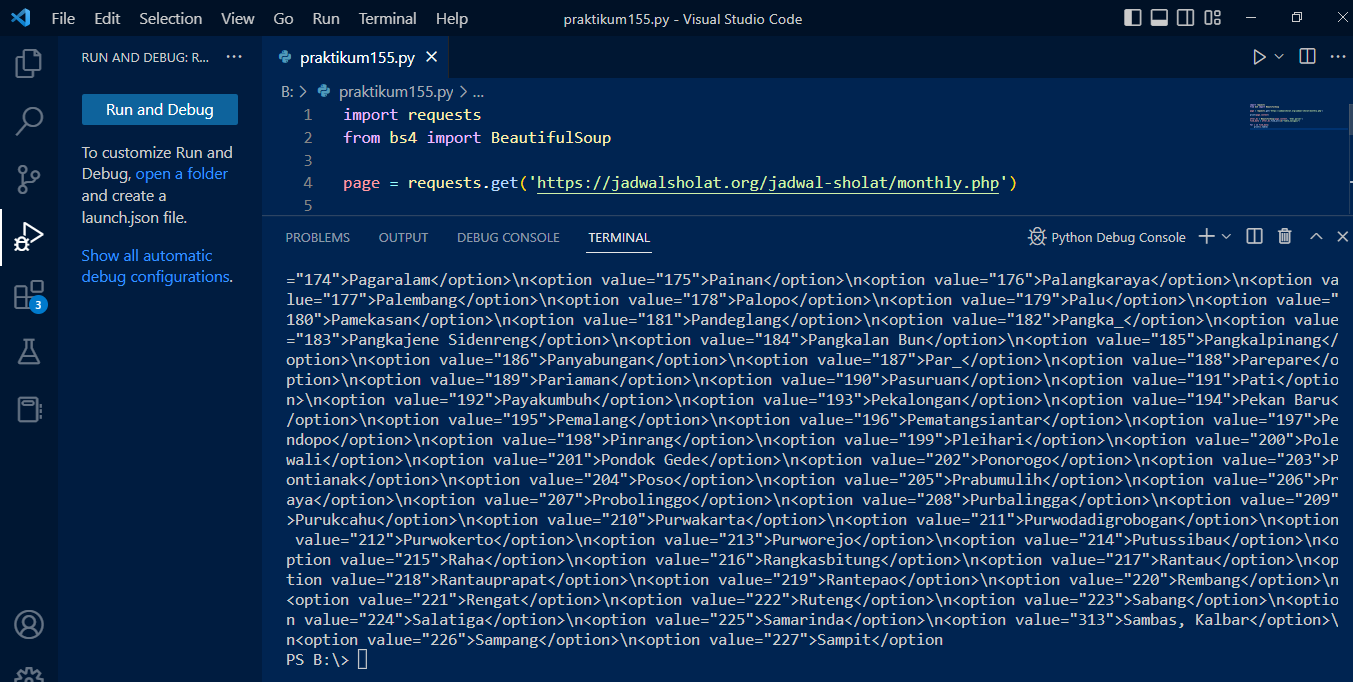 File Edit Selection View Go Run Terminal Help praktikum155.py - Visual Studio Code
RUN AND DEBUG: R... ···
Run and Debug
To customize Run and
Debug, open a folder
and create a
launch.json file.
Show all automatic
debug configurations.
3
praktikum155.py
B: > praktikum155.py > ...
1 import requests
2 from bs4 import BeautifulSoup
3
4 page = requests.get('https://jadwalsholat.org/jadwal-sholat/monthly.php')
5
PROBLEMS OUTPUT DEBUG CONSOLE TERMINAL Python Debug Console
="174">Pagaralam</option>\n<option value="175">Painan</option>\n<option value="176">Palangkaraya</option>\n<option va
lue="177">Palembang</option>\n<option value="178">Palopo</option>\n<option value="179">Palu</option>\n<option value="
180">Pamekasan</option>\n<option value="181">Pandeglang</option>\n<option value="182">Pangka_</option>\n<option value
="183">Pangkajene Sidenreng</option>\n<option value="184">Pangkalan Bun</option>\n<option value="185">Pangkalpinang</
option>\n<option value="186">Panyabungan</option>\n<option value="187">Par_</option>\n<option value="188">Parepare</o
ption>\n<option value="189">Pariaman</option>\n<option value="190">Pasuruan</option>\n<option value="191">Pati</optio
n>\n<option value="192">Payakumbuh</option>\n<option value="193">Pekalongan</option>\n<option value="194">Pekan Baru<
/option>\n<option value="195">Pemalang</option>\n<option value="196">Pematangsiantar</option>\n<option value="197">Pe
ndopo</option>\n<option value="198">Pinrang</option>\n<option value="199">Pleihari</option>\n<option value="200">Pole
wali</option>\n<option value="201">Pondok Gede</option>\n<option value="202">Ponorogo</option>\n<option value="203">P
ontianak</option>\n<option value="204">Poso</option>\n<option value="205">Prabumulih</option>\n<option value="206">Pr
aya</option>\n<option value="207">Probolinggo</option>\n<option value="208">Purbalingga</option>\n<option value="209"
>Purukcahu</option>\n<option value="210">Purwakarta</option>\n<option value="211">Purwodadigrobogan</option>\n<option
 value="212">Purwokerto</option>\n<option value="213">Purworejo</option>\n<option value="214">Putussibau</option>\n<o
ption value="215">Raha</option>\n<option value="216">Rangkasbitung</option>\n<option value="217">Rantau</option>\n<op
tion value="218">Rantauprapat</option>\n<option value="219">Rantepao</option>\n<option value="220">Rembang</option>\n
<option value="221">Rengat</option>\n<option value="222">Ruteng</option>\n<option value="223">Sabang</option>\n<optio
n value="224">Salatiga</option>\n<option value="225">Samarinda</option>\n<option value="313">Sambas, Kalbar</option>\
n<option value="226">Sampang</option>\n<option value="227">Sampit</option
PS B:\>